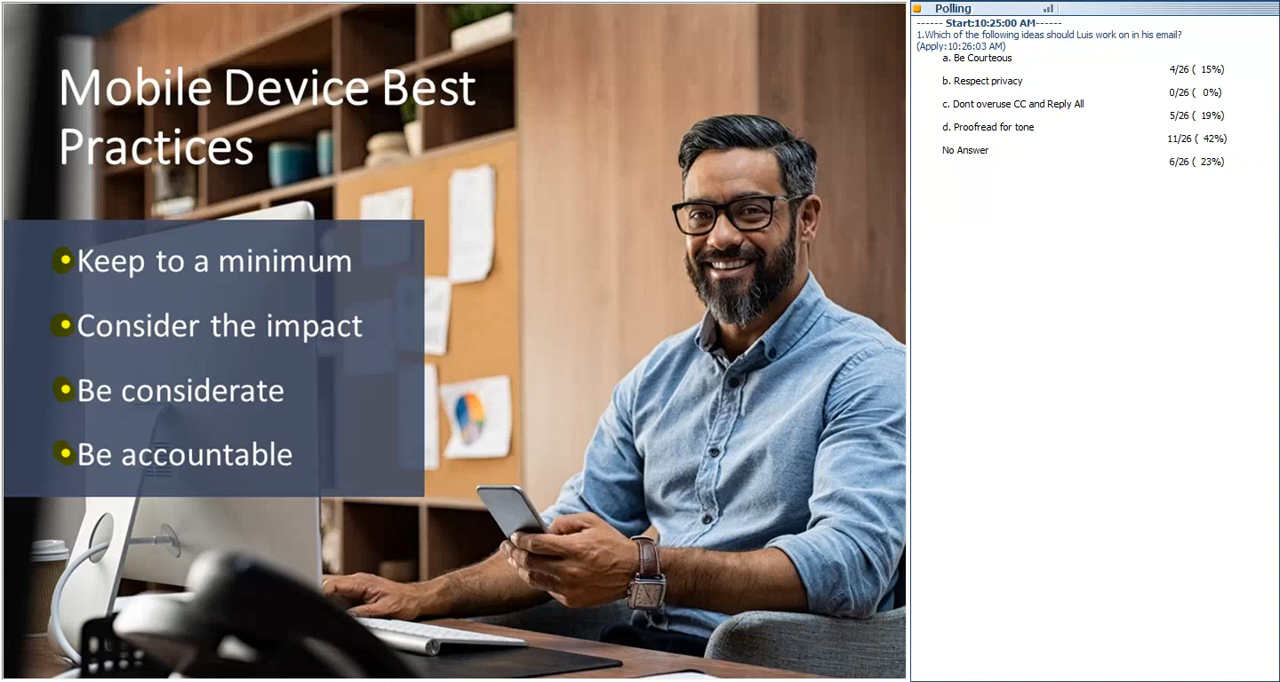 Mobile Device Best
Practices
Keep to a minimum
Consider the impact
Be considerate
Be accountable
Polling
------ Start:10:25:00 AM------
1.Which of the following ideas should Luis work on in his email?
(Apply:10:26:03 AM)
a. Be Courteous
4/26 ( 15%)
b. Respect privacy
0/26 ( 0%)
c. Dont overuse CC and Reply All
5/26 ( 19%)
d. Proofread for tone
11/26 ( 42%)
No Answer
6/26 ( 23%)